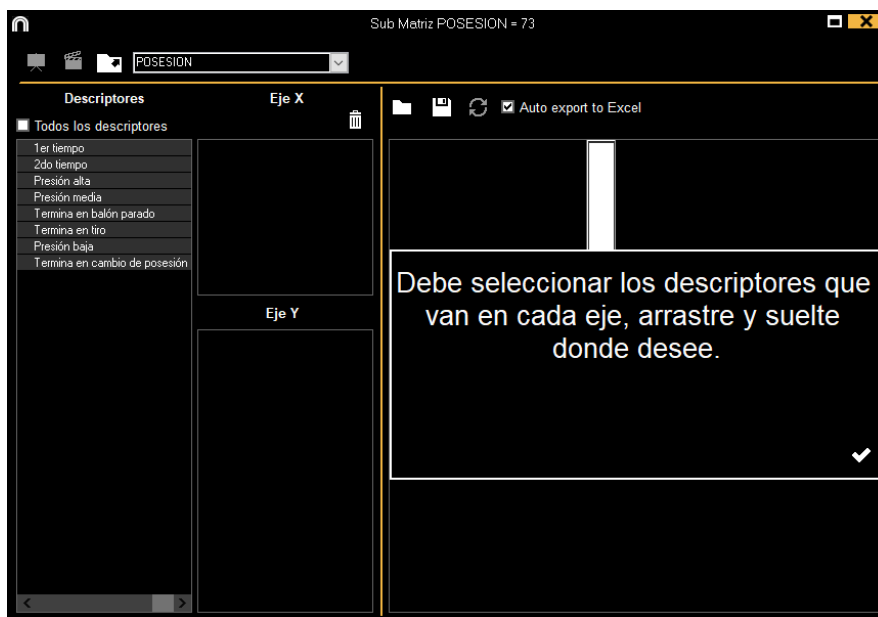 Sub Matriz POSESION = 73
POSESION
Descriptores
Eje X
Todos los descriptores
1er tiempo
2do tiempo
Presión alta
Presión media
Termina en balón parado
Termina en tiro
Presión baja
Termina en cambio de posesión
Eje Y
Auto export to Excel
Debe seleccionar los descriptores que
van en cada eje, arrastre y suelte
donde desee.